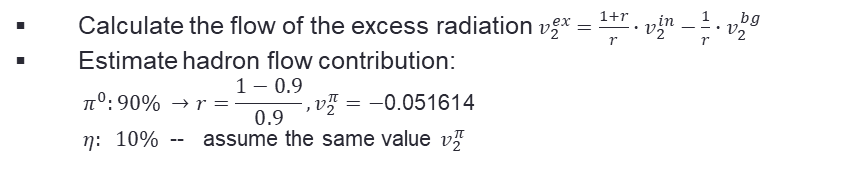 ▪ Calculate the flow of the excess radiation $v_2^{ex} = \frac{1+r}{r} \cdot v_2^{in} - \frac{1}{r} \cdot v_2^{bg}$
▪ Estimate hadron flow contribution:
$\pi^0$: 90% $\rightarrow r = \frac{1-0.9}{0.9}, v_2^{\pi} = -0.051614$
$\eta$: 10% -- assume the same value $v_2^{\pi}$